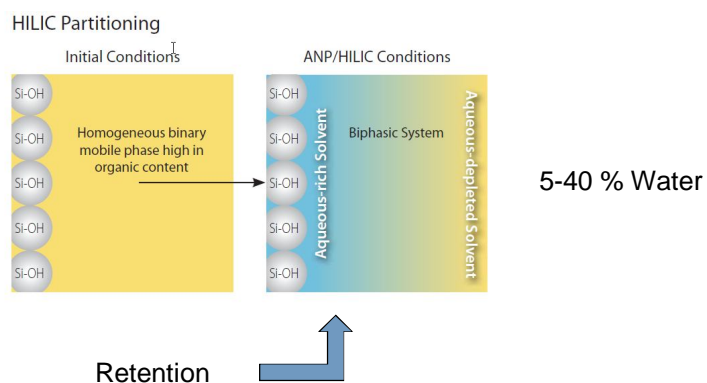 HILIC Partitioning
Initial Conditions
ANP/HILIC Conditions
Si-OH
Si-OH
Si-OH
Si-OH
Si-OH
Homogeneous binary
mobile phase high in
organic content
Si-OH
Si-OH
Si-OH
Si-OH
Si-OH
Aqueous-rich Solvent
Biphasic System
Aqueous-depleted Solvent
5-40 % Water
Retention